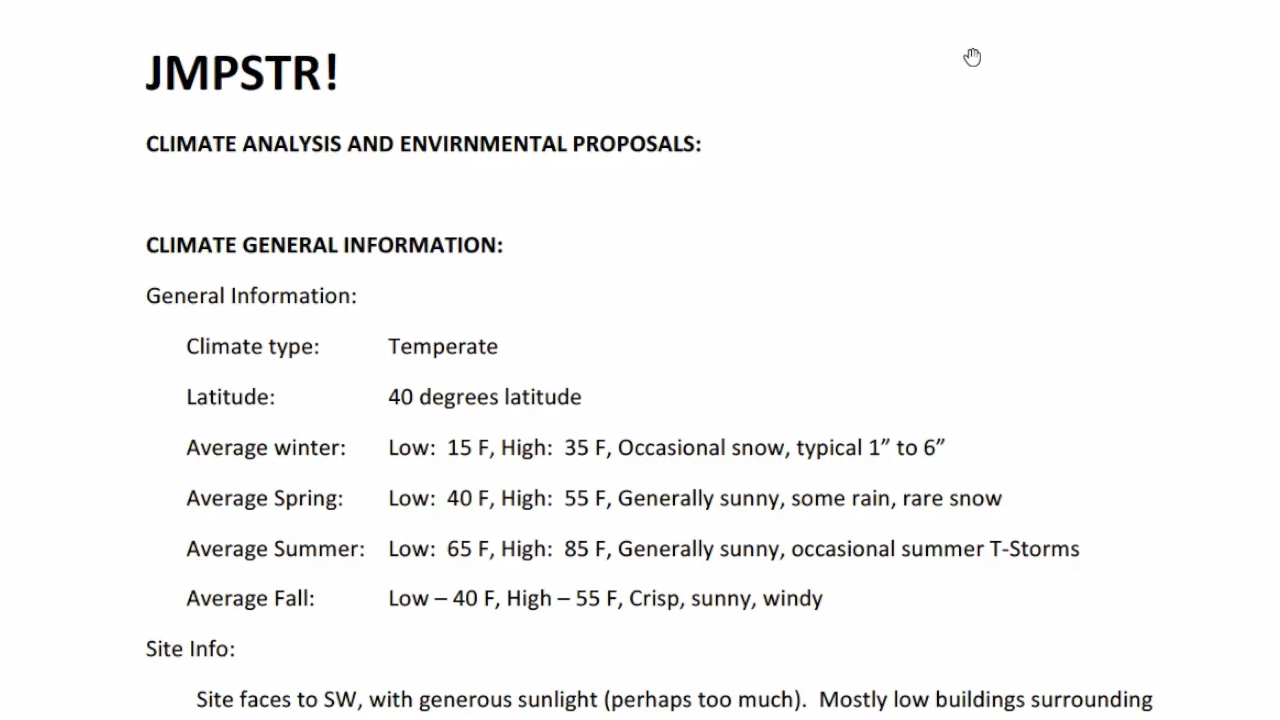 JMPSTR!
CLIMATE ANALYSIS AND ENVIRNMENTAL PROPOSALS:
CLIMATE GENERAL INFORMATION:
General Information:
Climate type: Temperate
Latitude: 40 degrees latitude
Average winter: Low:  15 F, High:  35 F, Occasional snow, typical 1” to 6”
Average Spring: Low:  40 F, High:  55 F, Generally sunny, some rain, rare snow
Average Summer: Low:  65 F, High:  85 F, Generally sunny, occasional summer T-Storms
Average Fall: Low – 40 F, High – 55 F, Crisp, sunny, windy
Site Info:
Site faces to SW, with generous sunlight (perhaps too much).  Mostly low buildings surrounding